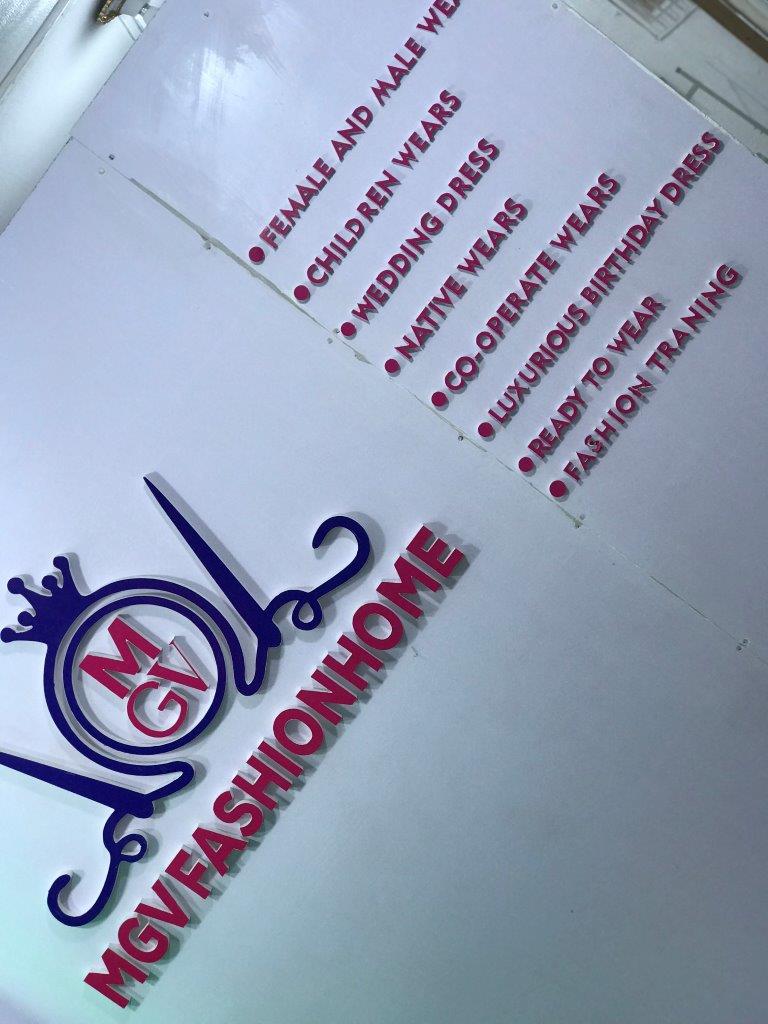 FEMALE AND MALE
CHILDREN WEARS
WEDDING DRESS
NATIVE WEARS
CO-OPERATE WEARS
LUXURIOUS BIRTHDAY DRESS
READY TO WEAR
FASHION TRANING
M
GV
MGVFASHIONHOME